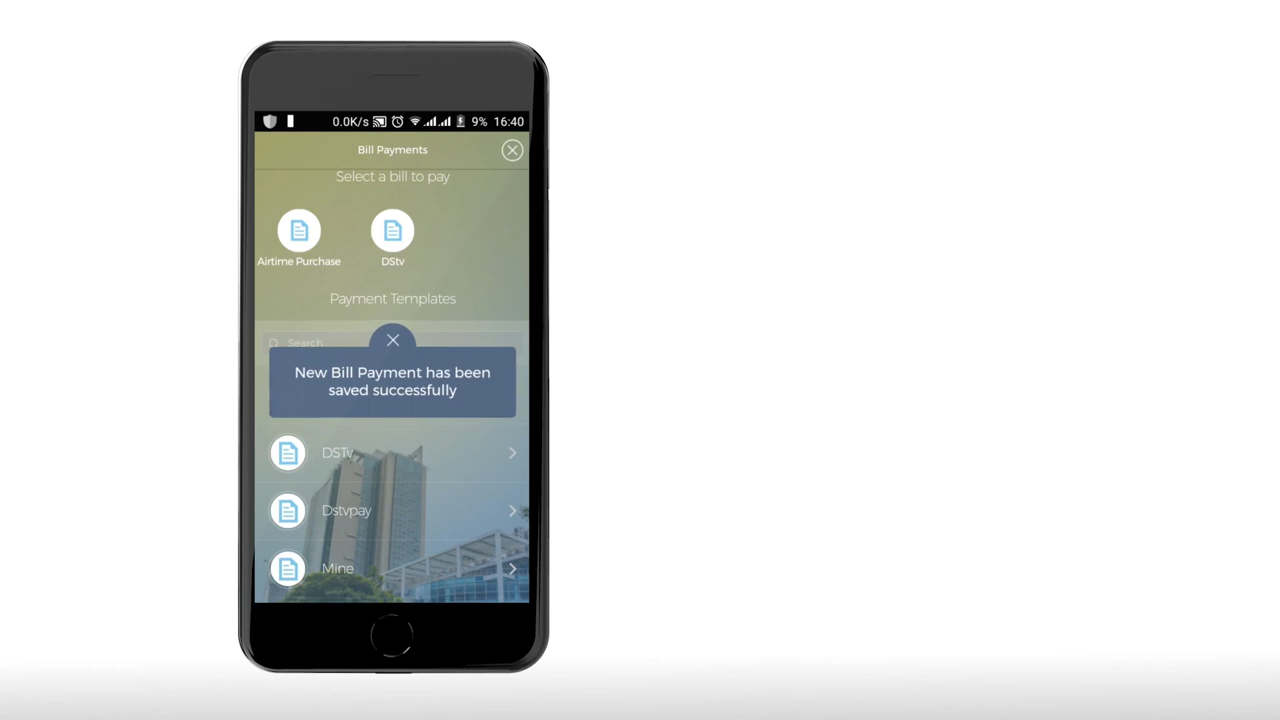 0.0K/s 9% 16:40
Bill Payments
Select a bill to pay
Airtime Purchase
DStv
Payment Templates
Search
New Bill Payment has been
saved successfully
DSTv
Dstvpay
Mine